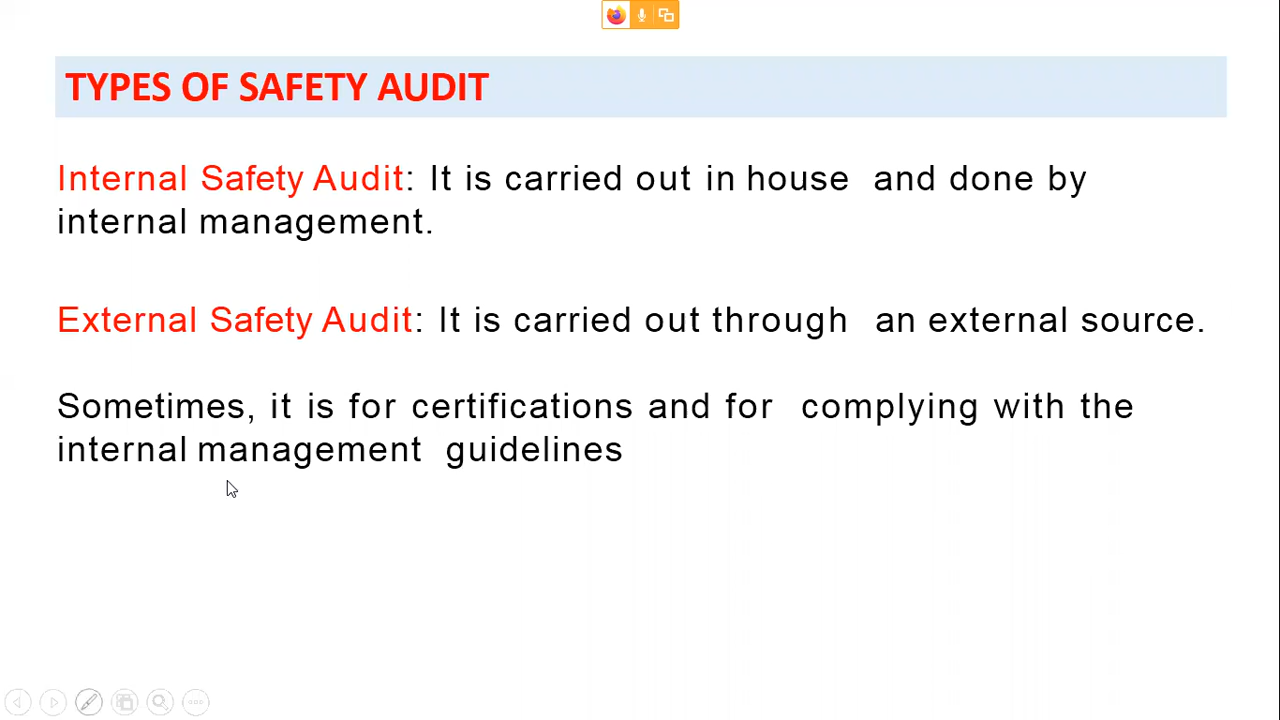 TYPES OF SAFETY AUDIT
Internal Safety Audit: It is carried out in house and done by
internal management.
External Safety Audit: It is carried out through an external source.
Sometimes, it is for certifications and for complying with the
internal management guidelines